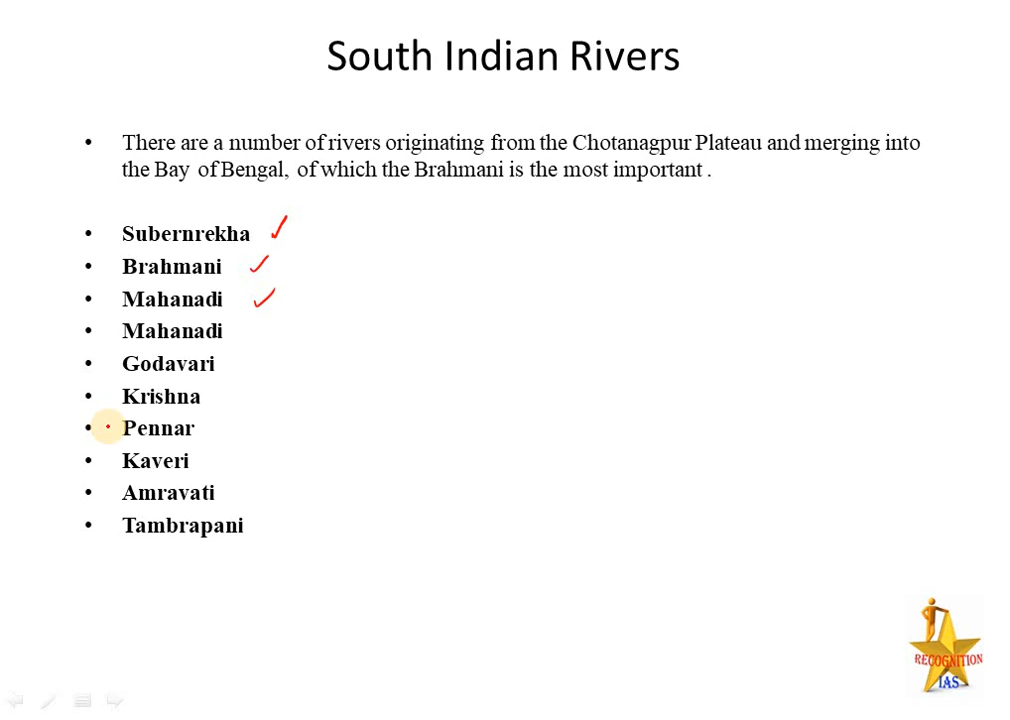 South Indian Rivers
• There are a number of rivers originating from the Chotanagpur Plateau and merging into
the Bay of Bengal, of which the Brahmani is the most important .
• Subernrekha
• Brahmani
• Mahanadi
• Mahanadi
• Godavari
• Krishna
• Pennar
• Kaveri
• Amravati
• Tambrapani
RECOGNITION
IAS